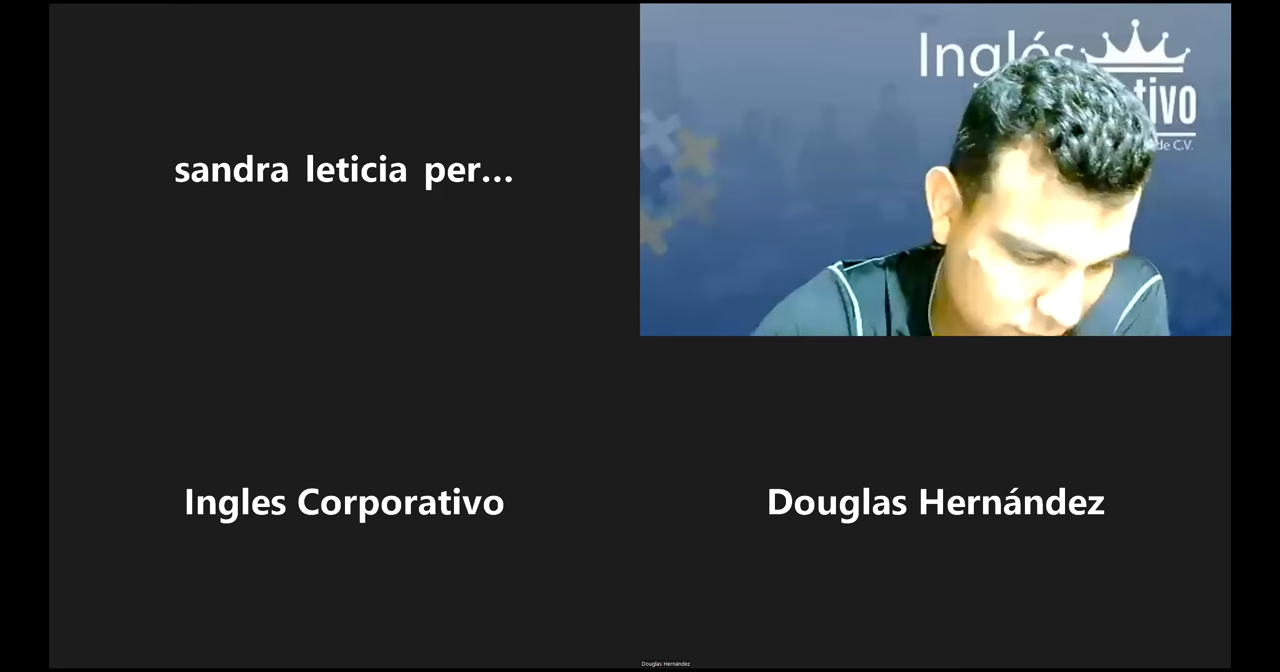 sandra leticia per...
Inglés
tivo
de C.V.
Ingles Corporativo
Douglas Hernández
Douglas Hernández